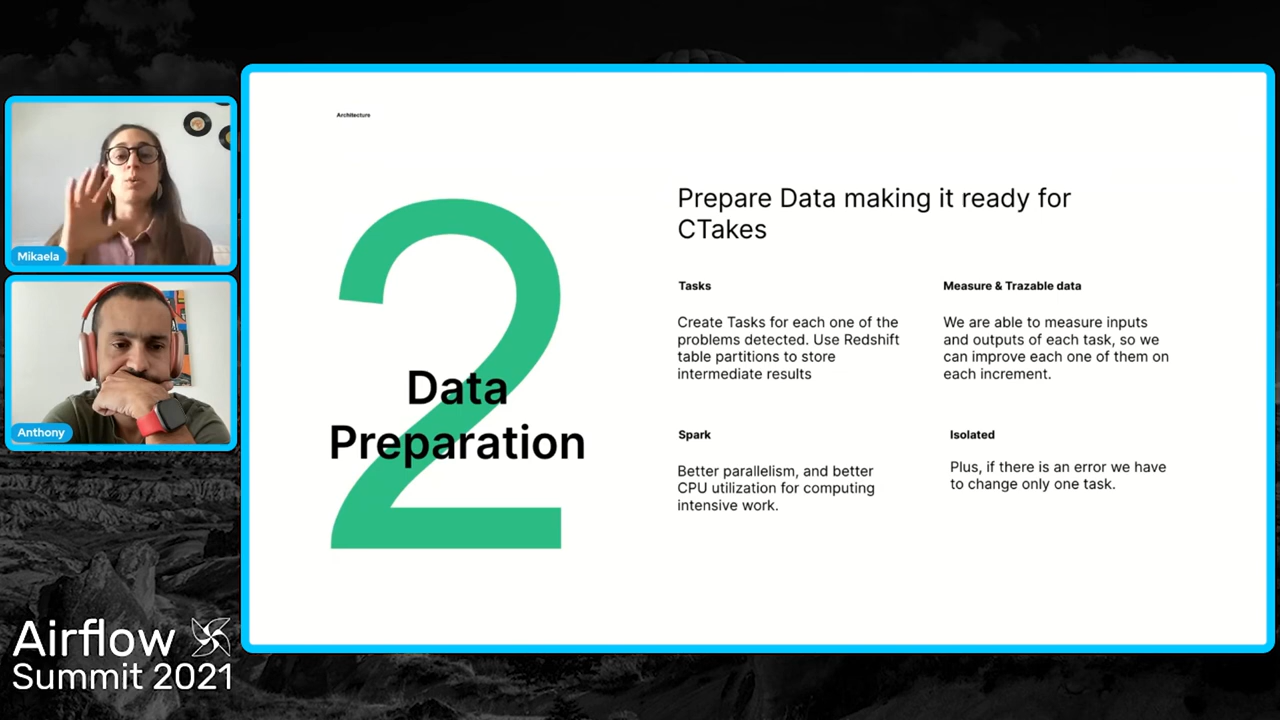 Architecture
2
Data
Preparation
Prepare Data making it ready for
CTakes
Tasks
Create Tasks for each one of the
problems detected. Use Redshift
table partitions to store
intermediate results
Measure & Trazable data
We are able to measure inputs
and outputs of each task, so we
can improve each one of them on
each increment.
Spark
Better parallelism, and better
CPU utilization for computing
intensive work.
Isolated
Plus, if there is an error we have
to change only one task.
Mikaela
Anthony
Airflow
Summit 2021